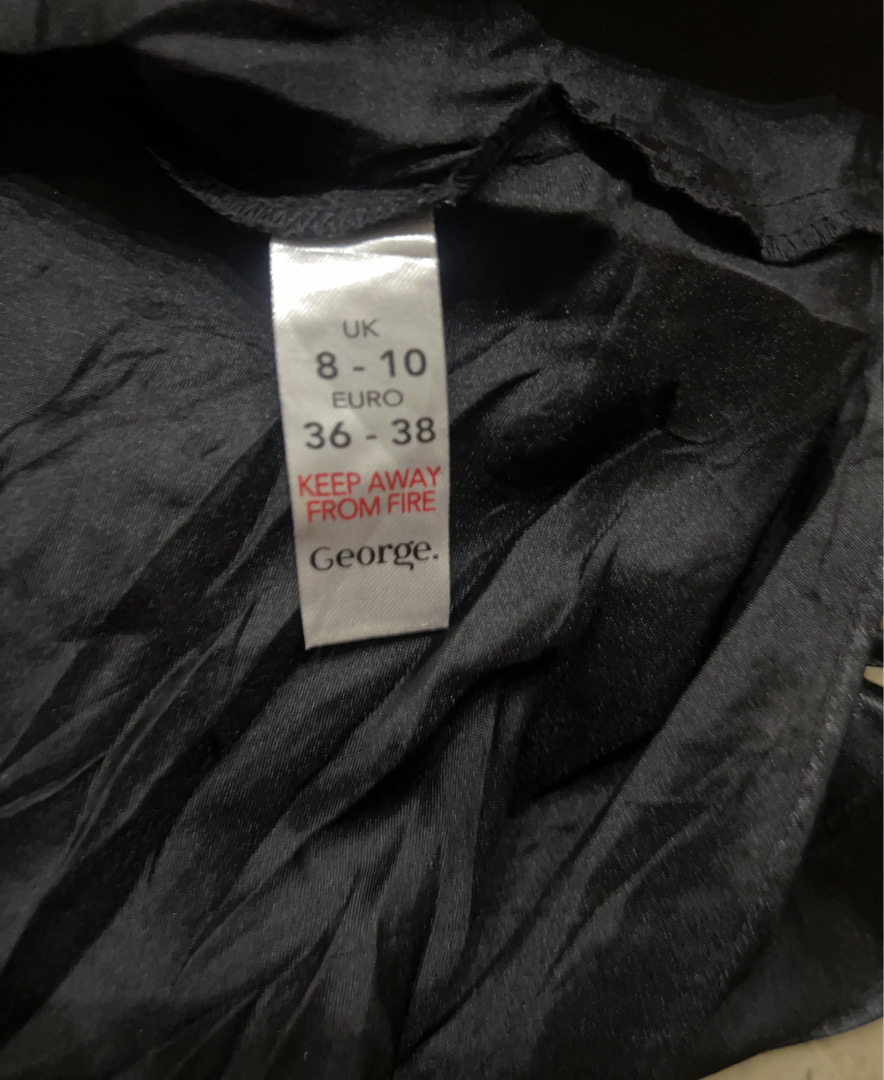 UK
8 - 10
EURO
36 - 38
KEEP AWAY
FROM FIRE
George.